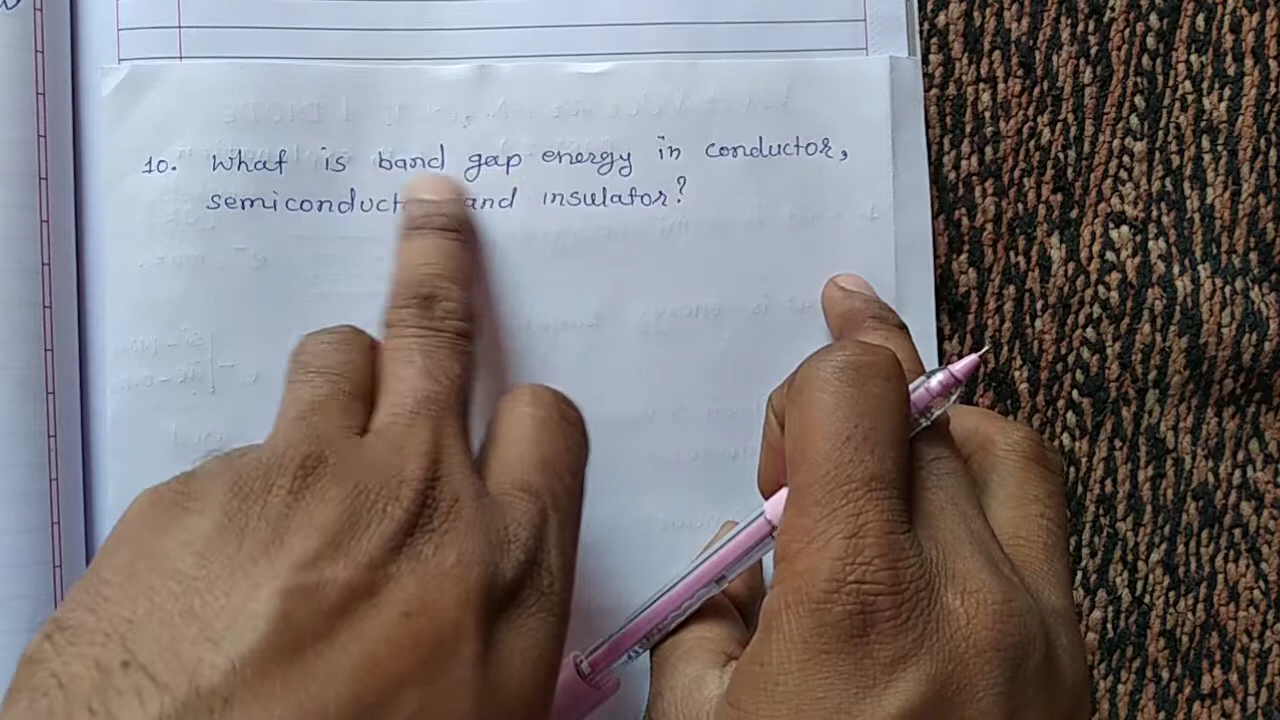 10. What is band gap energy in conductor,
semiconduct and insulator?